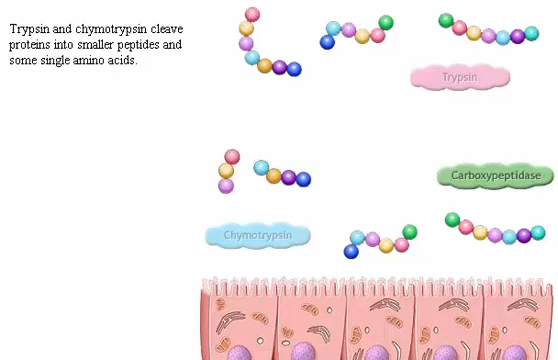 Trypsin and chymotrypsin cleave
proteins into smaller peptides and
some single amino acids.
Trypsin
Carboxypeptidase
Chymotrypsin